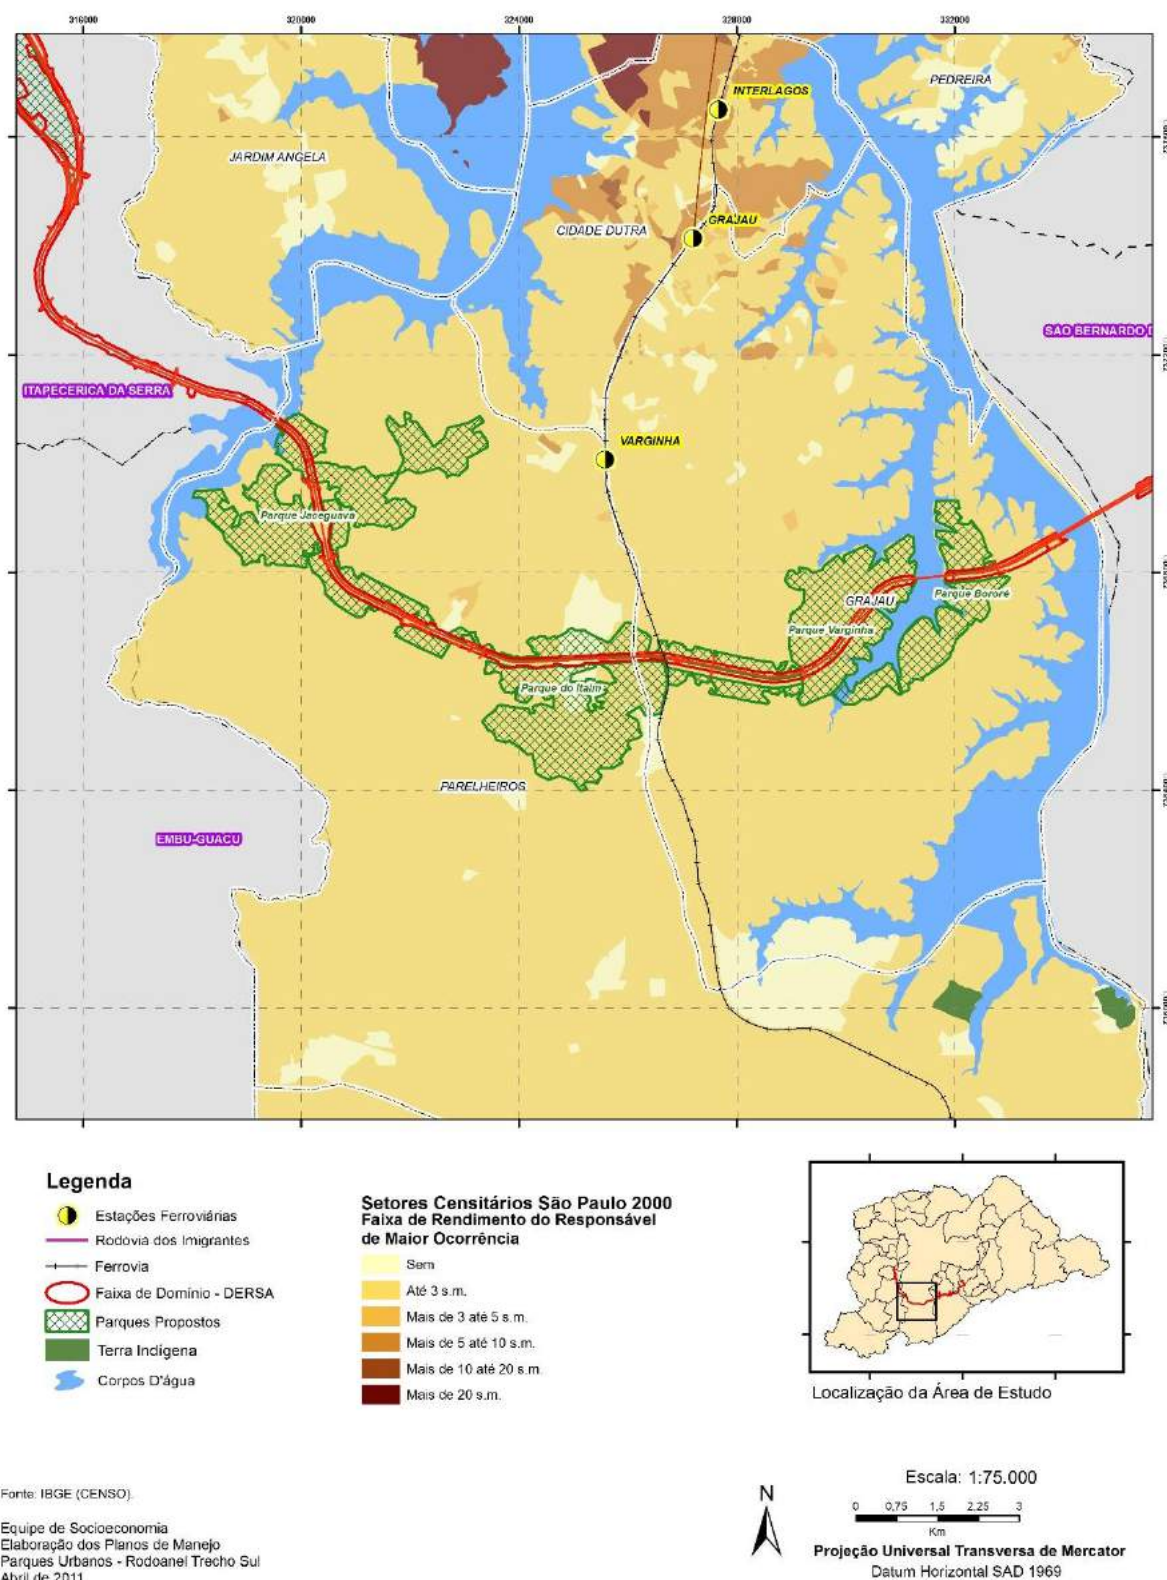 316000 320000 324000 328000 332000
PEDREIRA
INTERLAGOS
JARDIM ANGELA
GRAJAU
CIDADE DUTRA
ITAPECERICA DA SERRA
VARGINHA
Parque Jaceguava
GRAJAU
Parque Bororé
Parque Varginha
Parque do Itaim
PARELHEIROS
EMBU-GUACU
Legenda
Estações Ferroviárias
Rodovia dos Imigrantes
Ferrovia
Faixa de Domínio - DERSA
Parques Propostos
Terra Indígena
Corpos D'água
Setores Censitários São Paulo 2000
Faixa de Rendimento do Responsável
de Maior Ocorrência
Sem
Até 3 s.m.
Mais de 3 até 5 s.m.
Mais de 5 até 10 s.m.
Mais de 10 até 20 s.m.
Mais de 20 s.m.
Localização da Área de Estudo
Fonte: IBGE (CENSO).
Equipe de Socioeconomia
Elaboração dos Planos de Manejo
Parques Urbanos - Rodoanel Trecho Sul
Abril de 2011
N
Escala: 1:75.000
0 0,75 1,5 2,25 3
Km
Projeção Universal Transversa de Mercator
Datum Horizontal SAD 1969
SAO BERNARDO D